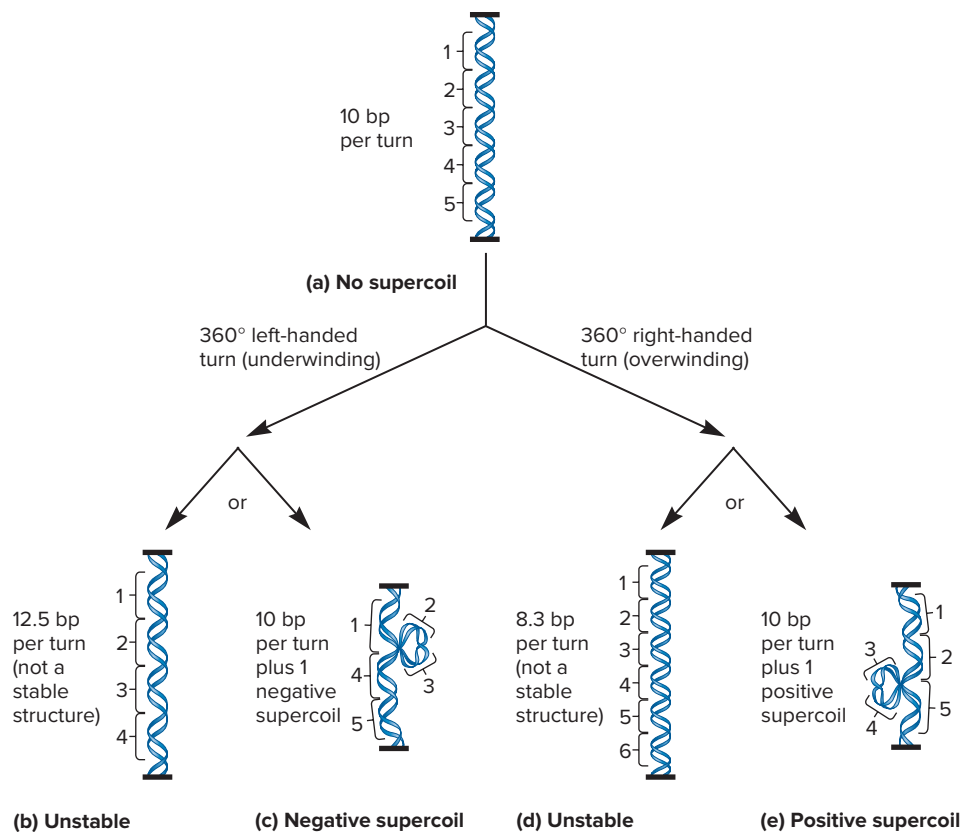 1
2
10 bp
per turn
3
4
5
(a) No supercoil
360° left-handed
turn (underwinding)
360° right-handed
turn (overwinding)
or
or
12.5 bp
per turn
(not a
stable
structure)
1
2
3
4
10 bp
per turn
plus 1
negative
supercoil
1
2
3
4
5
8.3 bp
per turn
(not a
stable
structure)
1
2
3
4
5
6
10 bp
per turn
plus 1
positive
supercoil
1
2
3
4
5
(b) Unstable
(c) Negative supercoil
(d) Unstable
(e) Positive supercoil